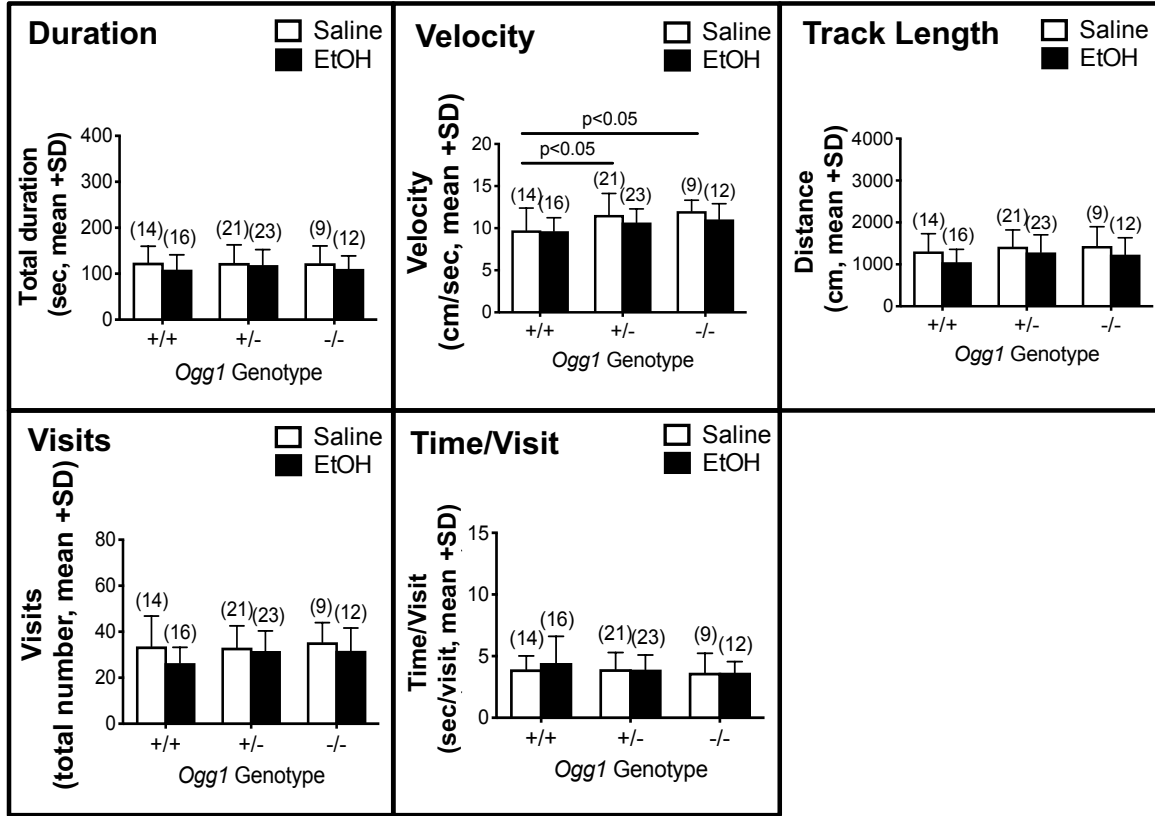 Duration
Saline
EtOH
Total duration
(sec, mean +SD)
400
300
200
100
0
(14)
(16)
(21)
(23)
(9)
(12)
+/+
+/-
-/-
Ogg1 Genotype
Velocity
Saline
EtOH
Velocity
(cm/sec, mean +SD)
p<0.05
p<0.05
20
15
10
5
0
(14)
(16)
(21)
(23)
(9)
(12)
+/+
+/-
-/-
Ogg1 Genotype
Track Length
Saline
EtOH
Distance
(cm, mean +SD)
4000
3000
2000
1000
0
(14)
(16)
(21)
(23)
(9)
(12)
+/+
+/-
-/-
Ogg1 Genotype
Visits
Saline
EtOH
Visits
(total number, mean +SD)
80
60
40
20
0
(14)
(16)
(21)
(23)
(9)
(12)
+/+
+/-
-/-
Ogg1 Genotype
Time/Visit
Saline
EtOH
Time/Visit
(sec/visit, mean +SD)
15
10
5
0
(14)
(16)
(21)
(23)
(9)
(12)
+/+
+/-
-/-
Ogg1 Genotype